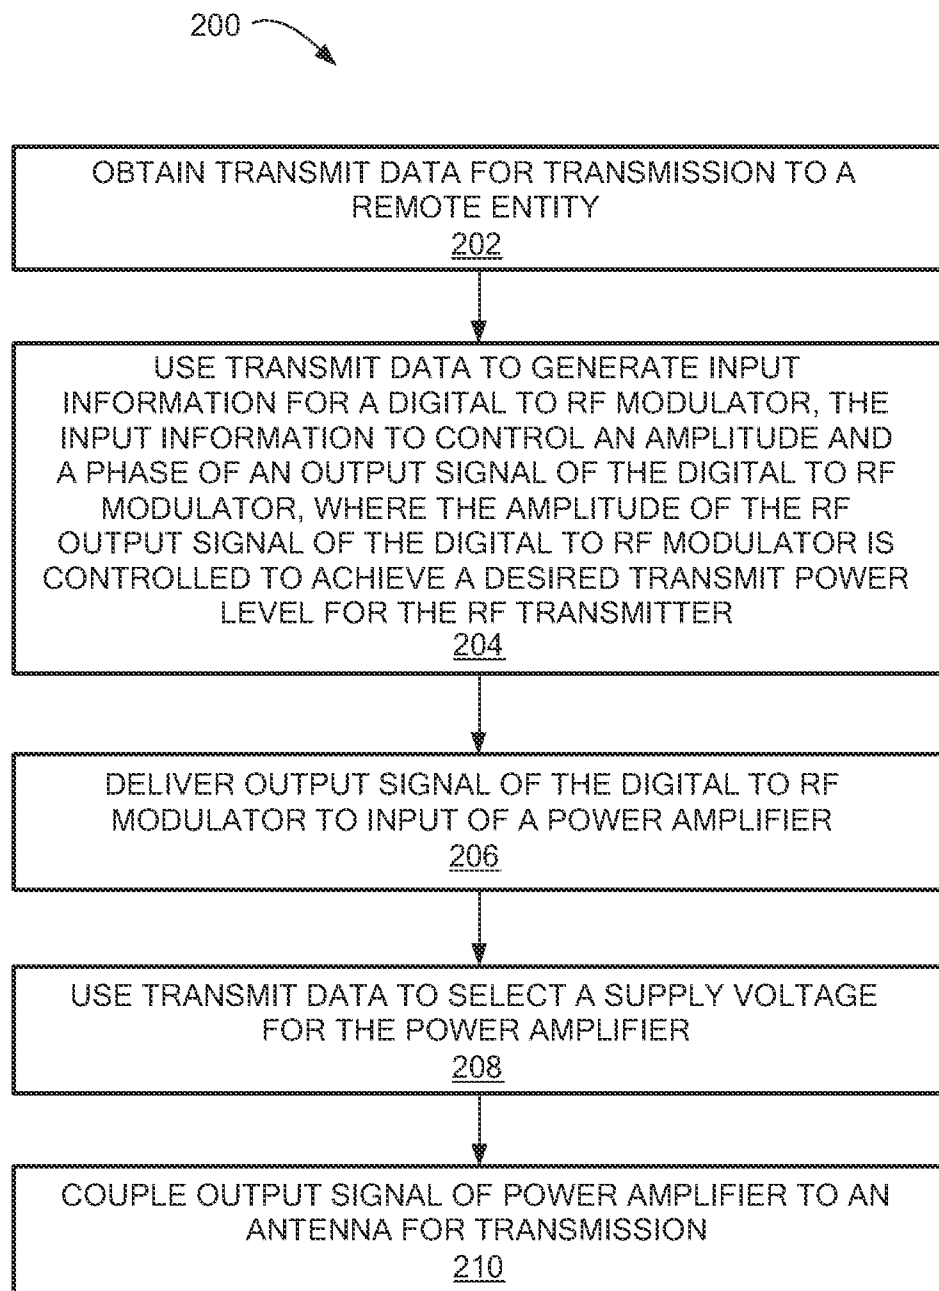 200
OBTAIN TRANSMIT DATA FOR TRANSMISSION TO A
REMOTE ENTITY
202
USE TRANSMIT DATA TO GENERATE INPUT
INFORMATION FOR A DIGITAL TO RF MODULATOR, THE
INPUT INFORMATION TO CONTROL AN AMPLITUDE AND
A PHASE OF AN OUTPUT SIGNAL OF THE DIGITAL TO RF
MODULATOR, WHERE THE AMPLITUDE OF THE RF
OUTPUT SIGNAL OF THE DIGITAL TO RF MODULATOR IS
CONTROLLED TO ACHIEVE A DESIRED TRANSMIT POWER
LEVEL FOR THE RF TRANSMITTER
204
DELIVER OUTPUT SIGNAL OF THE DIGITAL TO RF
MODULATOR TO INPUT OF A POWER AMPLIFIER
206
USE TRANSMIT DATA TO SELECT A SUPPLY VOLTAGE
FOR THE POWER AMPLIFIER
208
COUPLE OUTPUT SIGNAL OF POWER AMPLIFIER TO AN
ANTENNA FOR TRANSMISSION
210